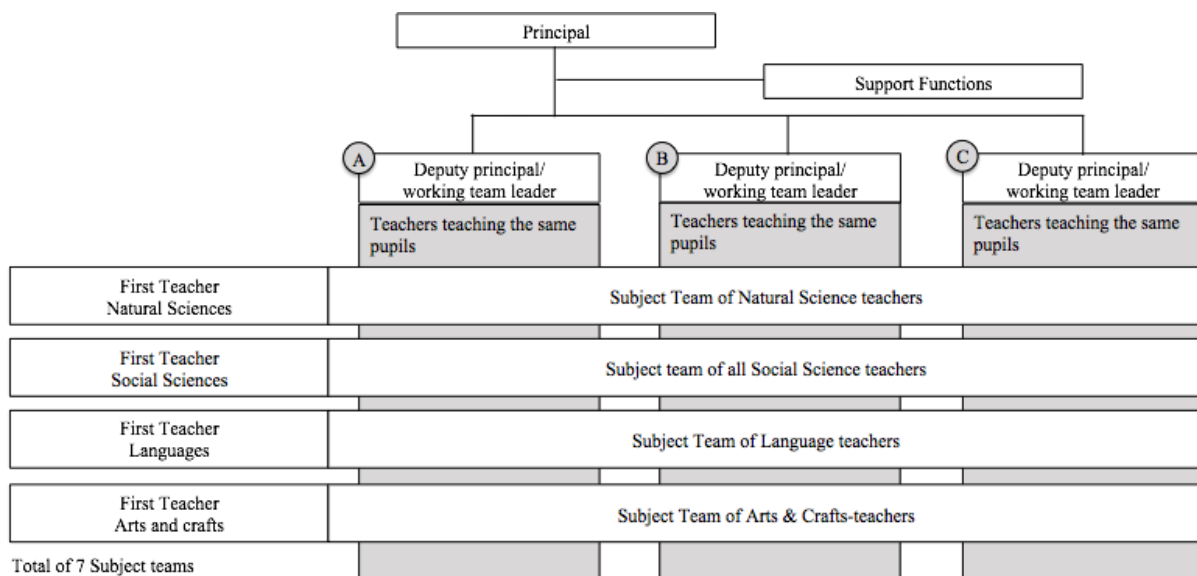 Principal
Support Functions
A
Deputy principal/
working team leader
Teachers teaching the same
pupils
B
Deputy principal/
working team leader
Teachers teaching the same
pupils
C
Deputy principal/
working team leader
Teachers teaching the same
pupils
First Teacher
Natural Sciences
Subject Team of Natural Science teachers
First Teacher
Social Sciences
Subject team of all Social Science teachers
First Teacher
Languages
Subject Team of Language teachers
First Teacher
Arts and crafts
Subject Team of Arts & Crafts-teachers
Total of 7 Subject teams